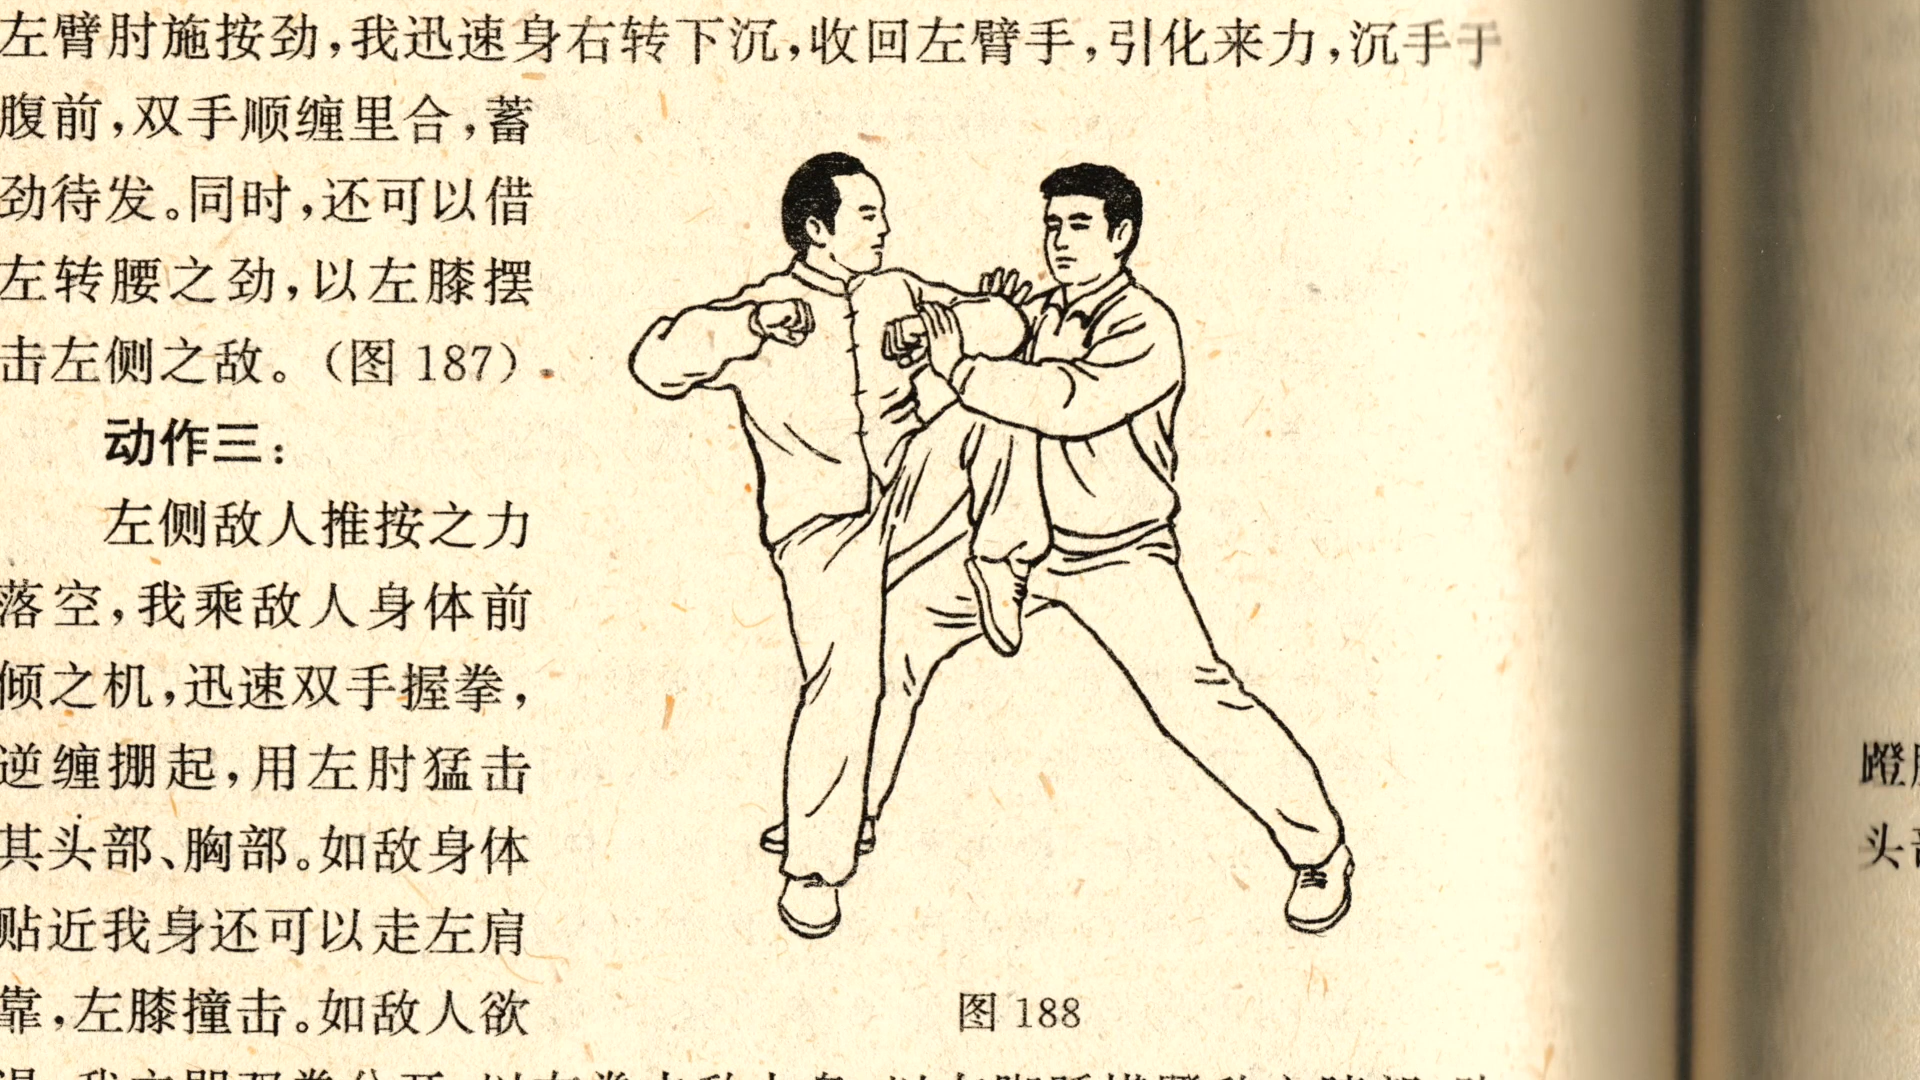 左臂肘施按劲，我迅速身右转下沉，收回左臂手，引化来力，沉手于
腹前，双手顺缠里合，蓄
劲待发。同时，还可以借
左转腰之劲，以左膝摆
击左侧之敌。（图 187）
动作三：
左侧敌人推按之力
落空，我乘敌人身体前
倾之机，迅速双手握拳，
逆缠掤起，用左肘猛击
其头部、胸部。如敌身体
贴近我身还可以走左肩
靠，左膝撞击。如敌人欲
图 188
蹬
头部